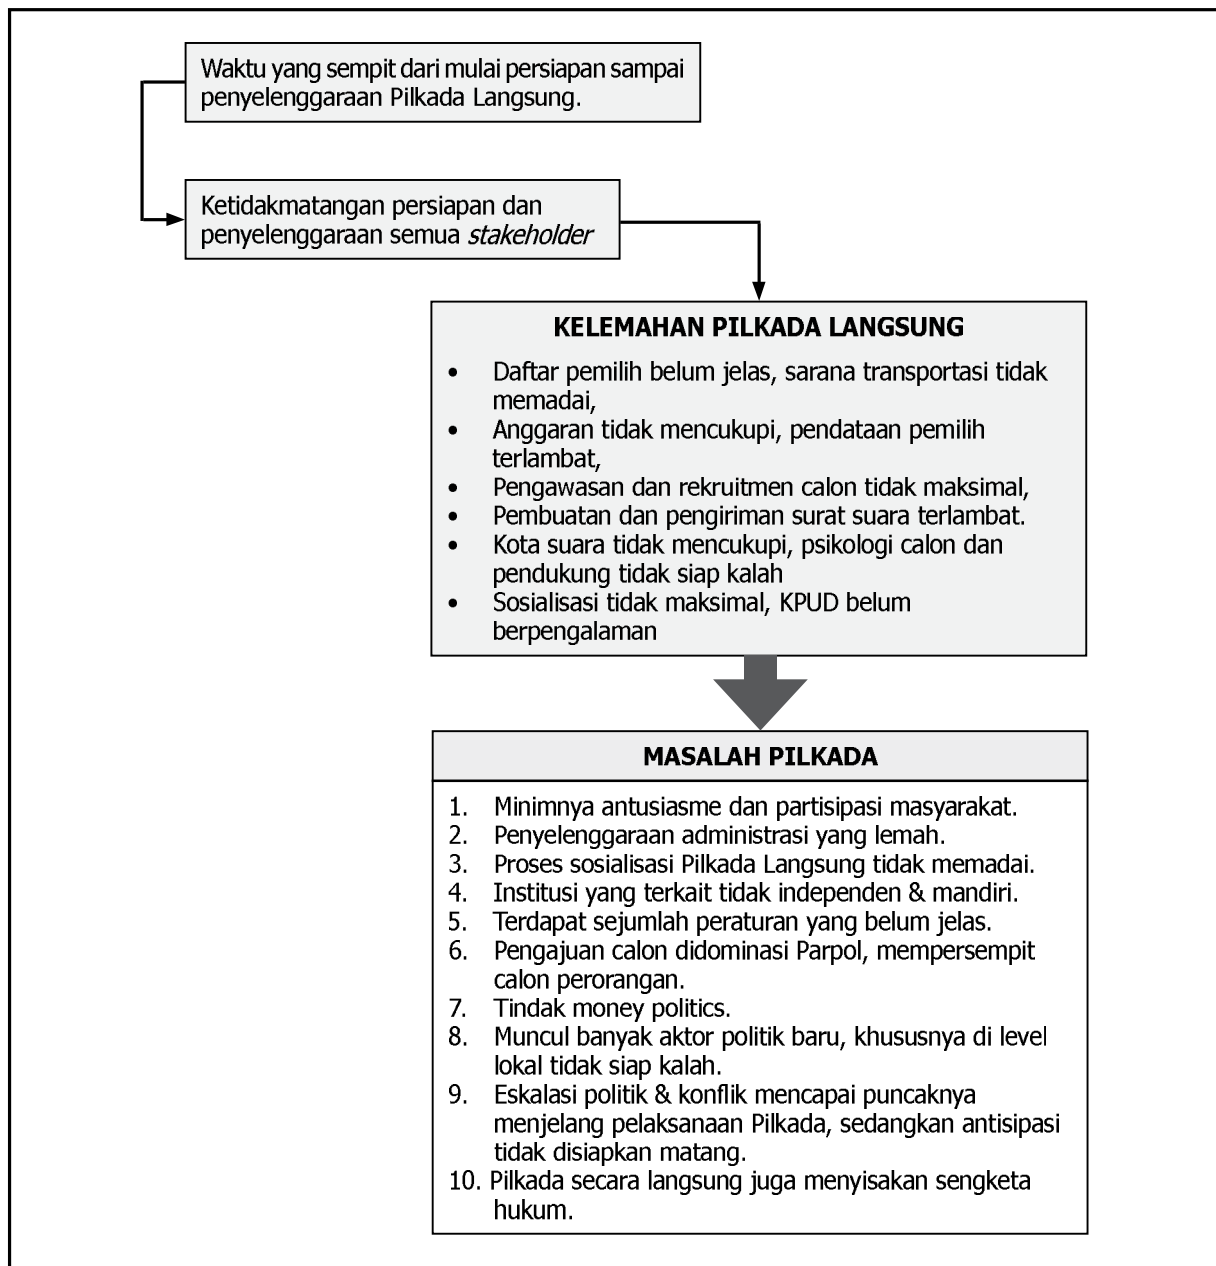 Waktu yang sempit dari mulai persiapan sampai
penyelenggaraan Pilkada Langsung.
Ketidakmatangan persiapan dan
penyelenggaraan semua stakeholder
KELEMAHAN PILKADA LANGSUNG
• Daftar pemilih belum jelas, sarana transportasi tidak
memadai,
• Anggaran tidak mencukupi, pendataan pemilih
terlambat,
• Pengawasan dan rekruitmen calon tidak maksimal,
• Pembuatan dan pengiriman surat suara terlambat.
• Kota suara tidak mencukupi, psikologi calon dan
pendukung tidak siap kalah
• Sosialisasi tidak maksimal, KPUD belum
berpengalaman
MASALAH PILKADA
1. Minimnya antusiasme dan partisipasi masyarakat.
2. Penyelenggaraan administrasi yang lemah.
3. Proses sosialisasi Pilkada Langsung tidak memadai.
4. Institusi yang terkait tidak independen & mandiri.
5. Terdapat sejumlah peraturan yang belum jelas.
6. Pengajuan calon didominasi Parpol, mempersempit
calon perorangan.
7. Tindak money politics.
8. Muncul banyak aktor politik baru, khususnya di level
lokal tidak siap kalah.
9. Eskalasi politik & konflik mencapai puncaknya
menjelang pelaksanaan Pilkada, sedangkan antisipasi
tidak disiapkan matang.
10. Pilkada secara langsung juga menyisakan sengketa
hukum.